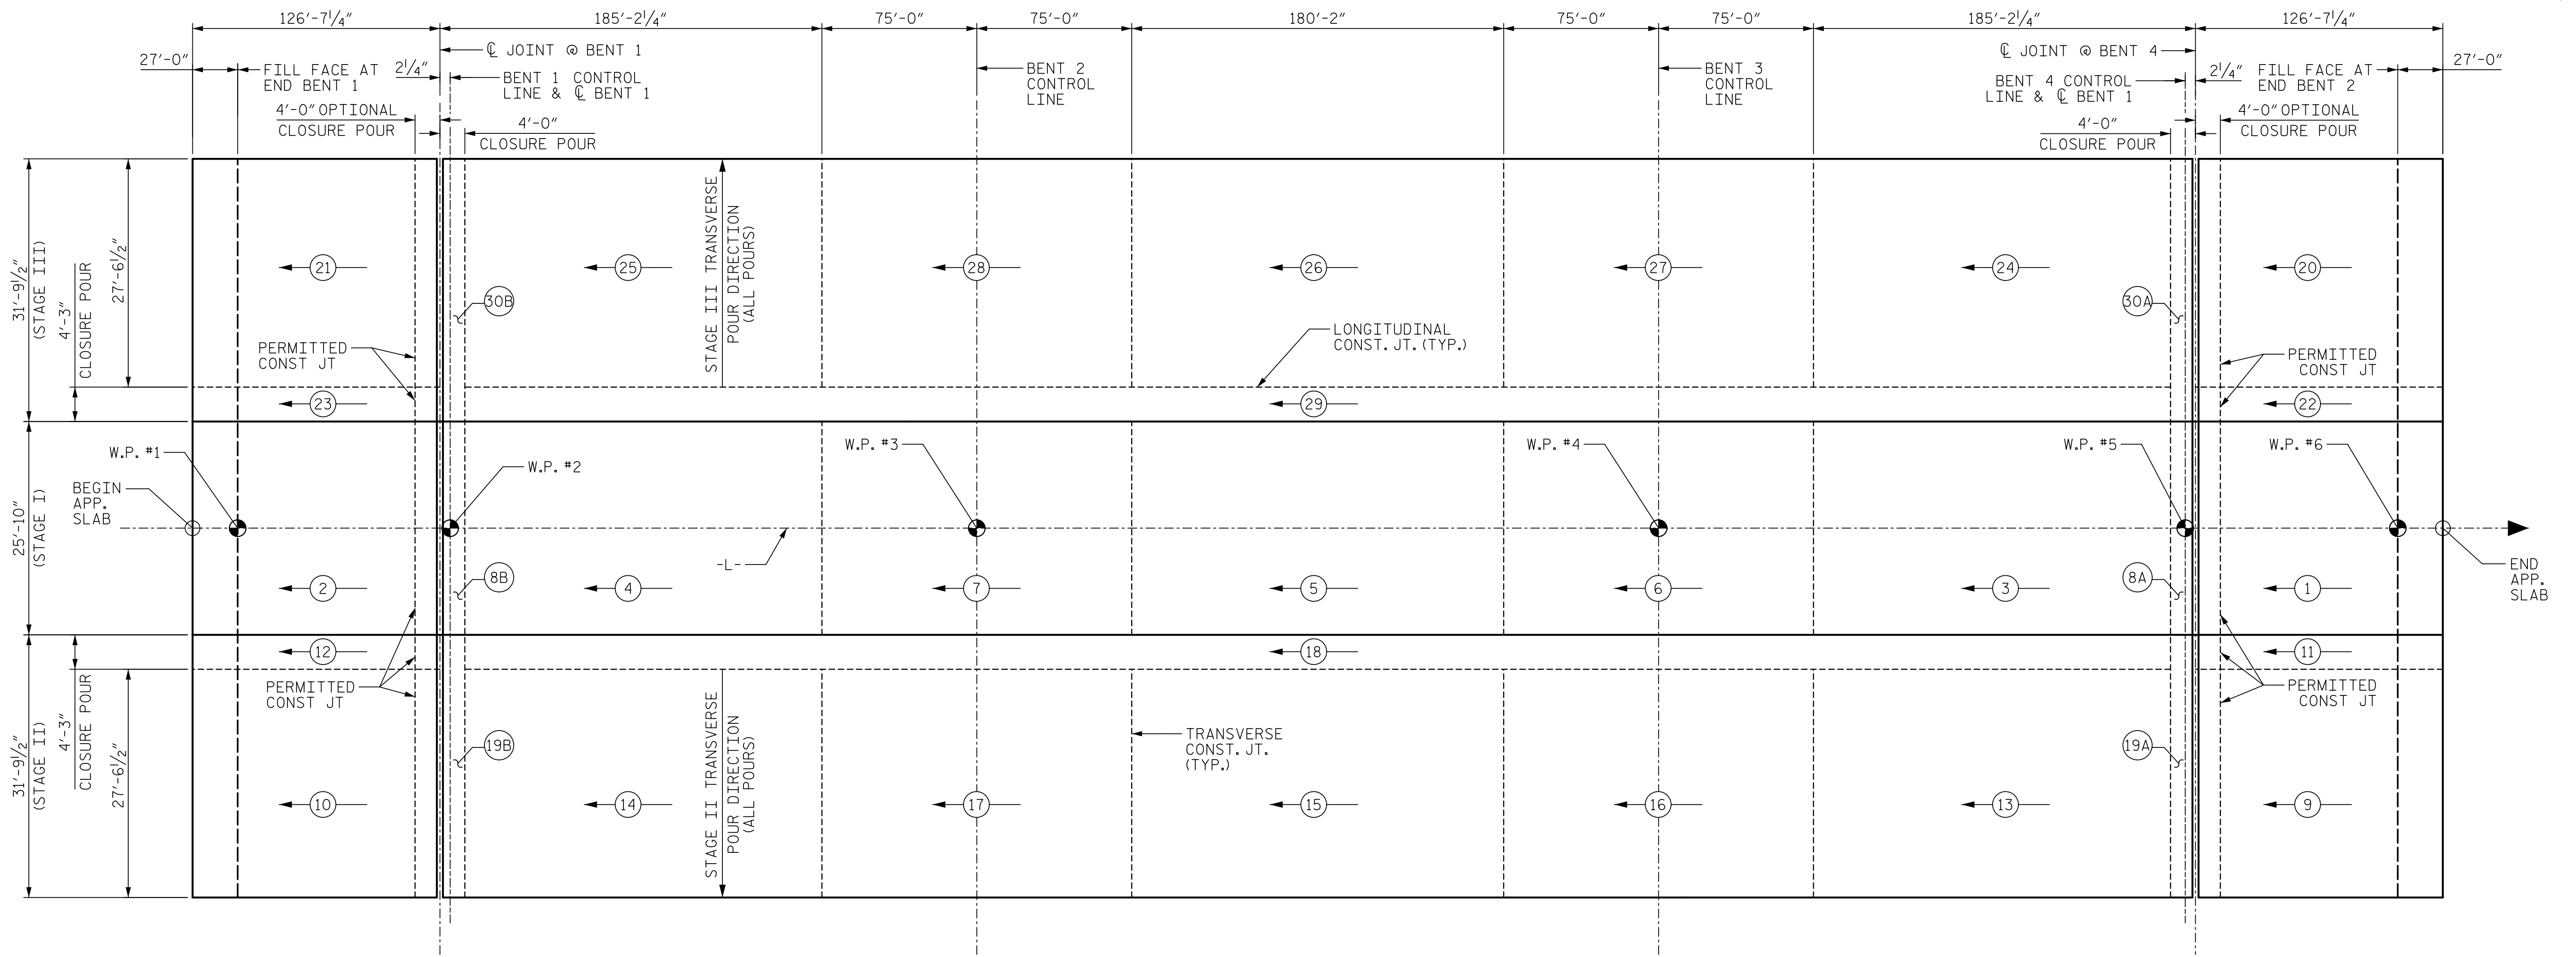 126'-7 1/4"
185'-2 1/4"
75'-0"
75'-0"
180'-2"
75'-0"
75'-0"
185'-2 1/4"
126'-7 1/4"
27'-0"
FILL FACE AT
END BENT 1
2 1/4"
℄ JOINT @ BENT 1
BENT 1 CONTROL
LINE & ℄ BENT 1
4'-0" OPTIONAL
CLOSURE POUR
4'-0"
CLOSURE POUR
BENT 2
CONTROL
LINE
BENT 3
CONTROL
LINE
℄ JOINT @ BENT 4
BENT 4 CONTROL
LINE & ℄ BENT 1
2 1/4"
FILL FACE AT
END BENT 2
27'-0"
4'-0"
CLOSURE POUR
4'-0" OPTIONAL
CLOSURE POUR
31'-9 1/2"
(STAGE III)
4'-3"
CLOSURE POUR
27'-6 1/2"
STAGE III TRANSVERSE
POUR DIRECTION
(ALL POURS)
21
25
28
26
27
24
20
30B
30A
PERMITTED
CONST JT
LONGITUDINAL
CONST. JT. (TYP.)
PERMITTED
CONST JT
23
29
22
25'-10"
(STAGE I)
BEGIN
APP.
SLAB
W.P. #1
W.P. #2
W.P. #3
W.P. #4
W.P. #5
W.P. #6
-L-
END
APP.
SLAB
2
8B
4
7
5
6
3
8A
1
12
18
11
31'-9 1/2"
(STAGE II)
4'-3"
CLOSURE POUR
27'-6 1/2"
PERMITTED
CONST JT
STAGE II TRANSVERSE
POUR DIRECTION
(ALL POURS)
TRANSVERSE
CONST. JT.
(TYP.)
PERMITTED
CONST JT
19B
19A
10
14
17
15
16
13
9